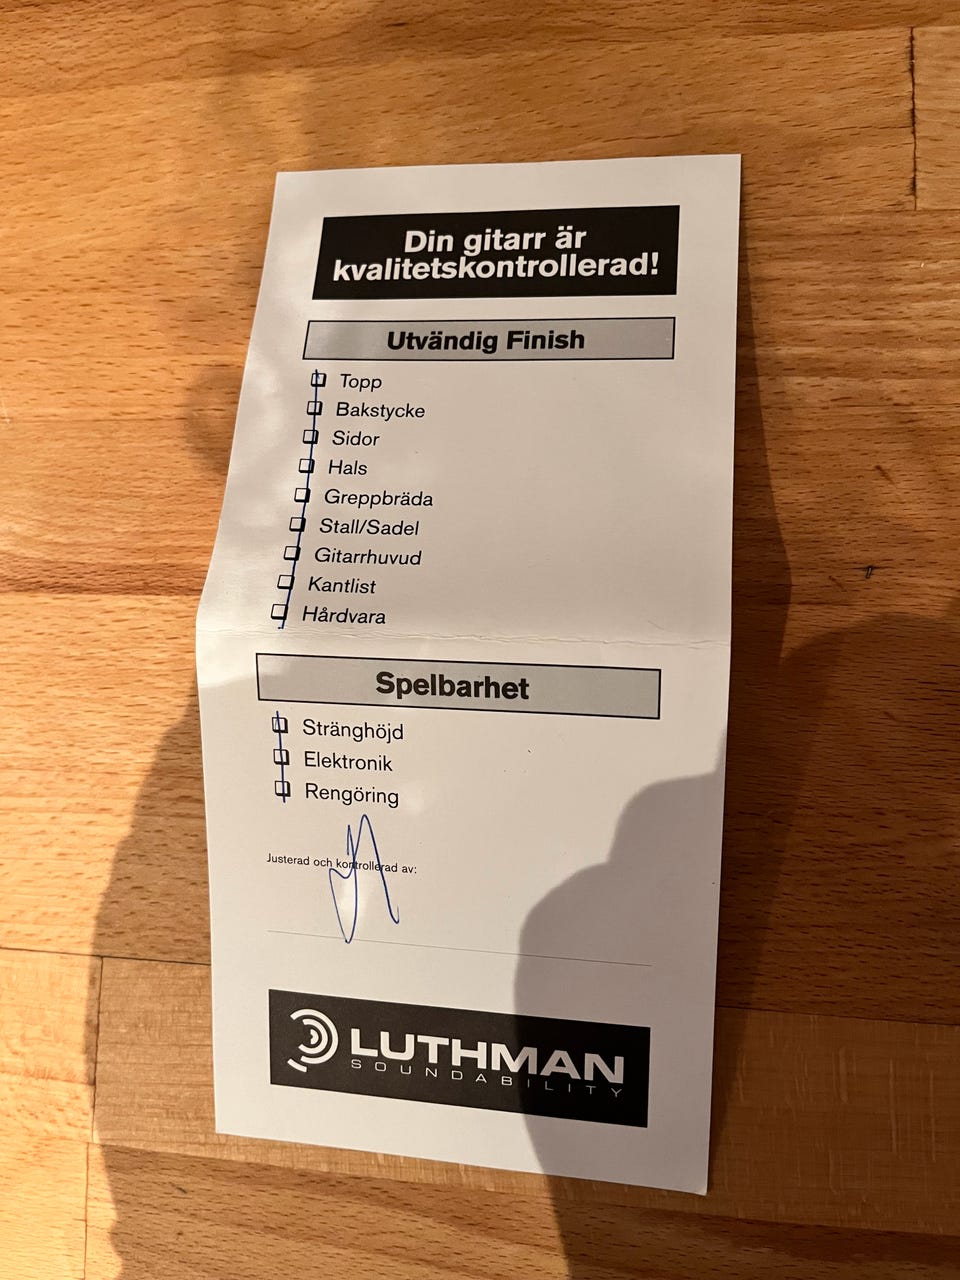 Din gitarr är
kvalitetskontrollerad!
Utvändig Finish
Topp
Bakstycke
Sidor
Hals
Greppbräda
Stall/Sadel
Gitarrhuvud
Kantlist
Hårdvara
Spelbarhet
Stränghöjd
Elektronik
Rengöring
Justerad och kontrollerad av:
LUTHMAN
SOUNDABILITY